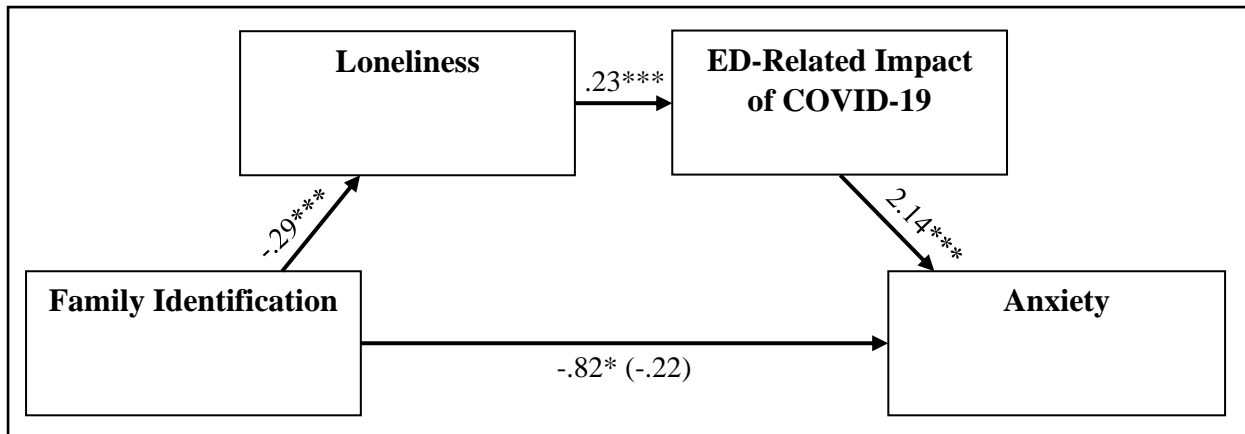 Loneliness
ED-Related Impact
of COVID-19
.23***
-.29***
2.14***
Family Identification
Anxiety
-.82* (-.22)